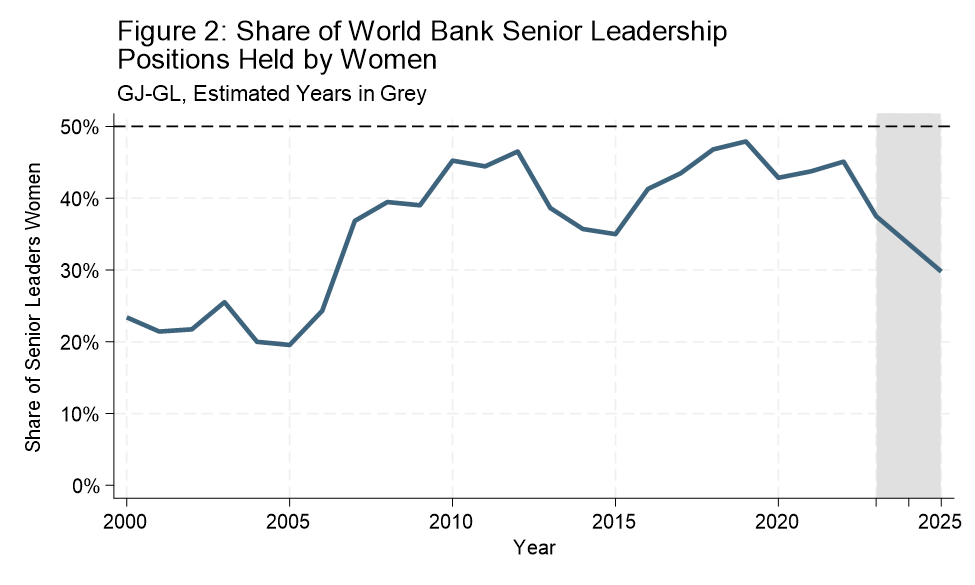 Figure 2: Share of World Bank Senior Leadership
Positions Held by Women
GJ-GL, Estimated Years in Grey
Share of Senior Leaders Women
50%
40%
30%
20%
10%
0%
2000 2005 2010 2015 2020 2025
Year